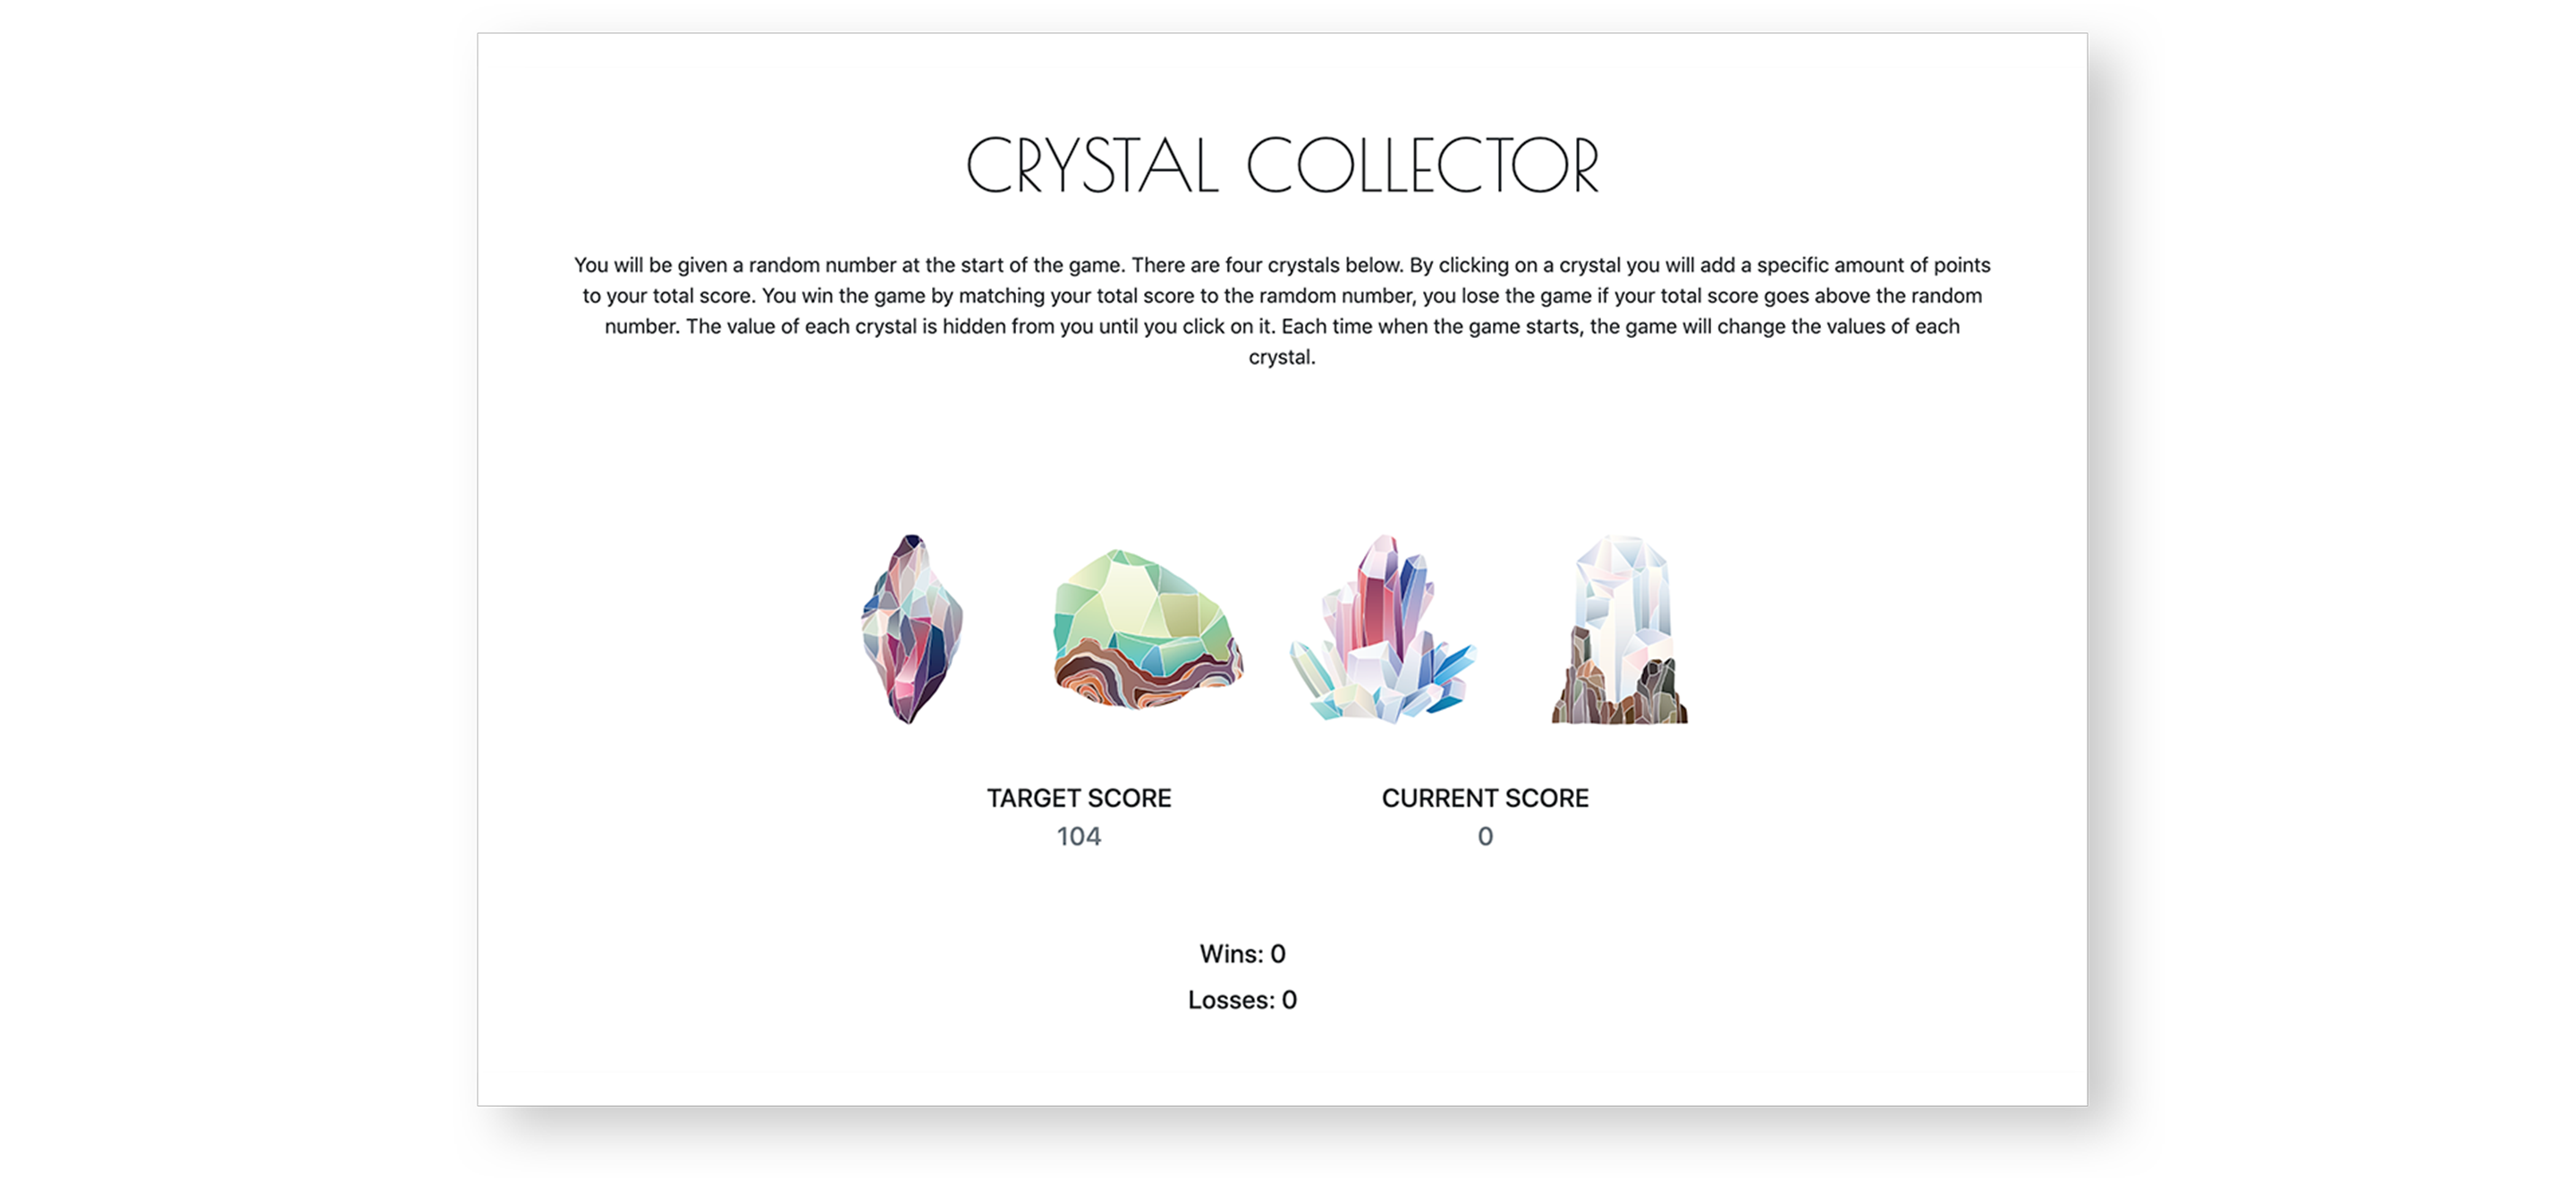 CRYSTAL COLLECTOR
You will be given a random number at the start of the game. There are four crystals below. By clicking on a crystal you will add a specific amount of points
to your total score. You win the game by matching your total score to the ramdom number, you lose the game if your total score goes above the random
number. The value of each crystal is hidden from you until you click on it. Each time when the game starts, the game will change the values of each
crystal.
TARGET SCORE CURRENT SCORE
104 0
Wins: 0
Losses: 0